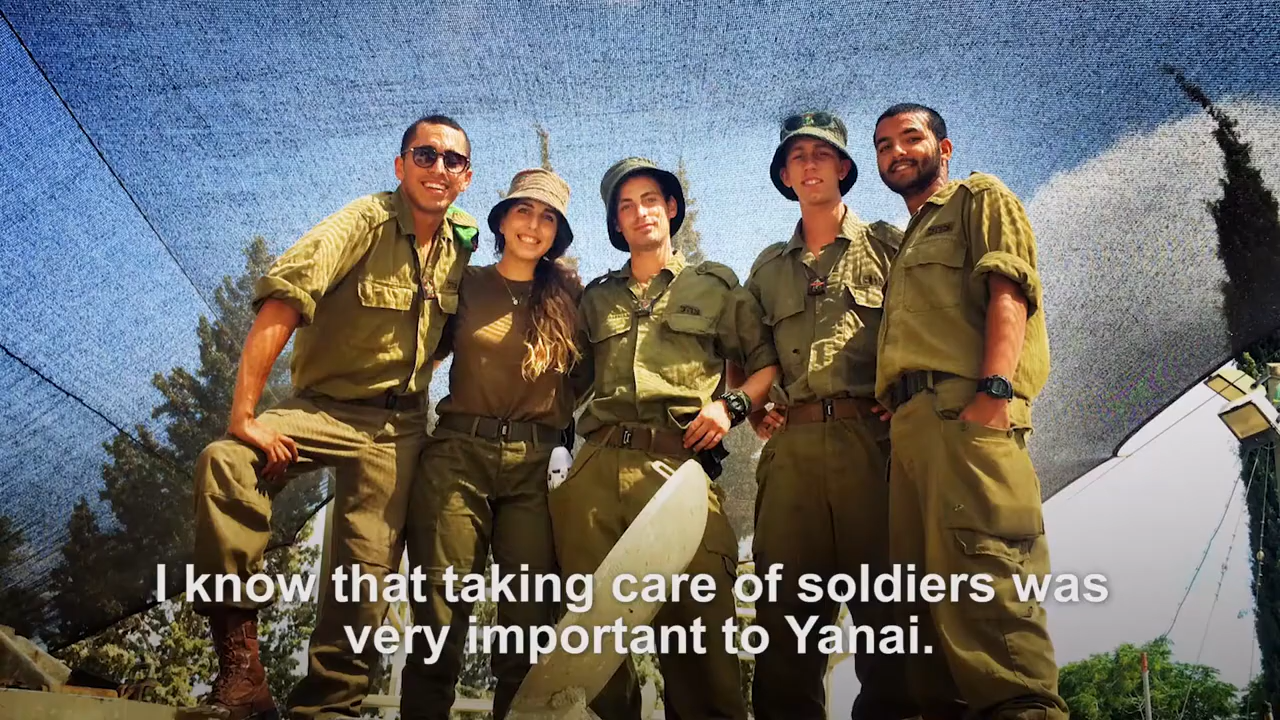 I know that taking care of soldiers was
very important to Yanai.